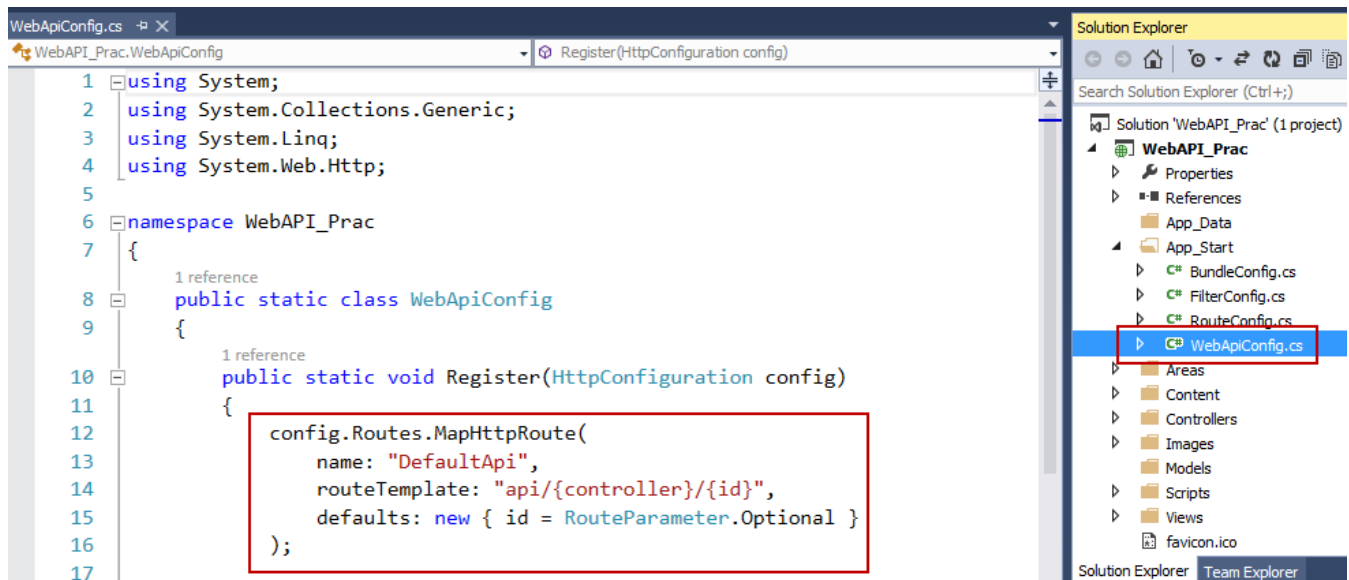 WebApiConfig.cs
WebAPI_Prac.WebApiConfig
Register(HttpConfiguration config)
1 using System;
2 using System.Collections.Generic;
3 using System.Linq;
4 using System.Web.Http;
5
6 namespace WebAPI_Prac
7 {
1 reference
8 public static class WebApiConfig
9 {
1 reference
10 public static void Register(HttpConfiguration config)
11 {
12 config.Routes.MapHttpRoute(
13 name: "DefaultApi",
14 routeTemplate: "api/{controller}/{id}",
15 defaults: new { id = RouteParameter.Optional }
16 );
17
Solution Explorer
Search Solution Explorer (Ctrl+;)
Solution 'WebAPI_Prac' (1 project)
WebAPI_Prac
Properties
References
App_Data
App_Start
C# BundleConfig.cs
C# FilterConfig.cs
C# RouteConfig.cs
C# WebApiConfig.cs
Areas
Content
Controllers
Images
Models
Scripts
Views
favicon.ico
Solution Explorer Team Explorer